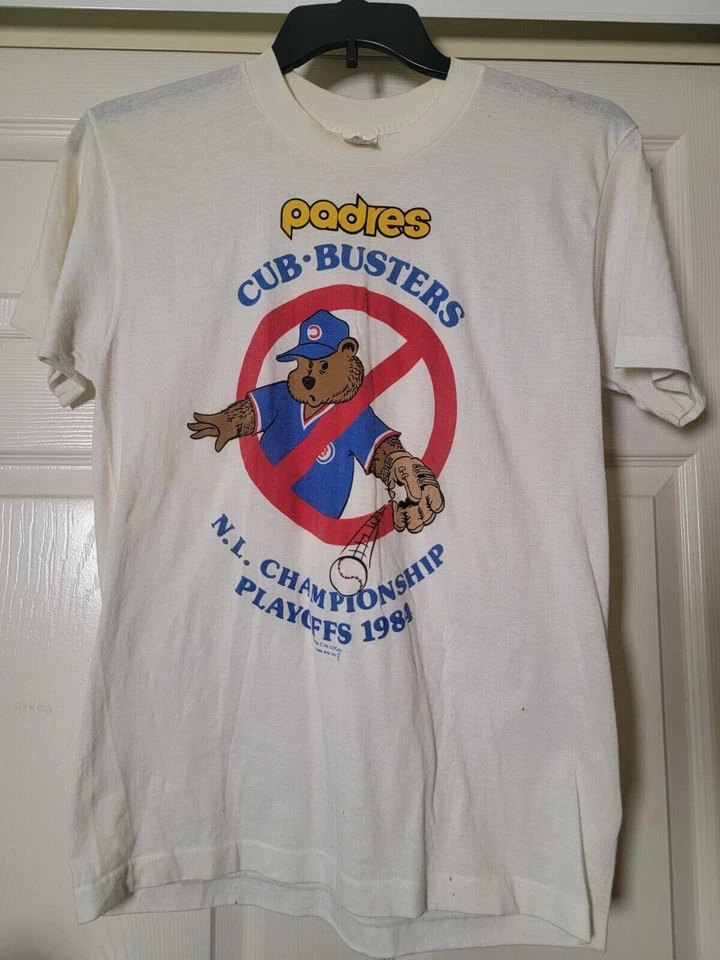 padres
CUB·BUSTERS
C
N.L. CHAMPIONSHIP
PLAYOFFS 1984